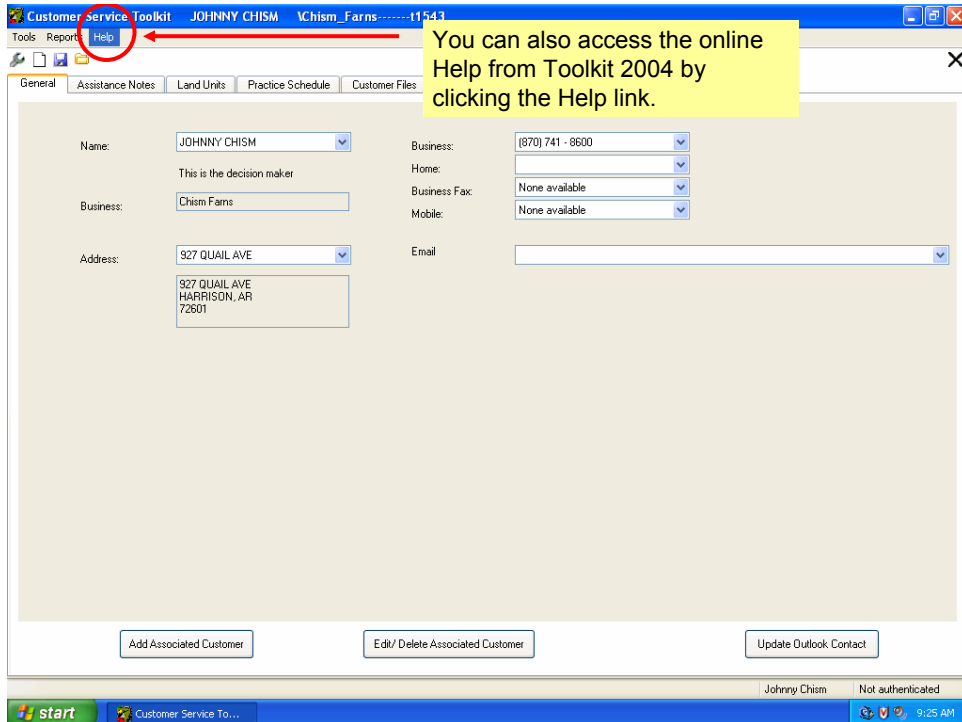 Customer Service Toolkit JOHNNY CHISM \Chism_Farns-------t1543
Tools Reports Help
You can also access the online
Help from Toolkit 2004 by
clicking the Help link.
General Assistance Notes Land Units Practice Schedule Customer Files
Name: JOHNNY CHISM
This is the decision maker
Business: Chism Farns
Address: 927 QUAIL AVE
927 QUAIL AVE
HARRISON, AR
72601
Business: (870) 741 - 8600
Home:
Business Fax: None available
Mobile: None available
Email
Add Associated Customer Edit/ Delete Associated Customer Update Outlook Contact
Johnny Chism Not authenticated
start Customer Service To... 9:25 AM